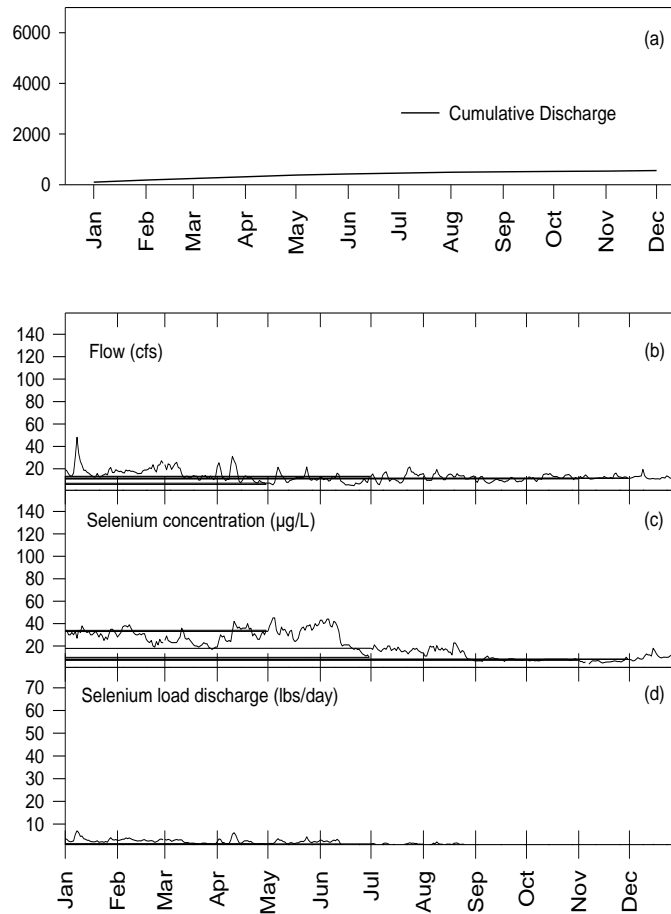 (a)
6000
4000
2000
0
Cumulative Discharge
Jan Feb Mar Apr May Jun Jul Aug Sep Oct Nov Dec
140
120
100
80
60
40
20
Flow (cfs)
(b)
140
120
100
80
60
40
20
Selenium concentration (µg/L)
(c)
70
60
50
40
30
20
10
Selenium load discharge (lbs/day)
(d)
Jan Feb Mar Apr May Jun Jul Aug Sep Oct Nov Dec